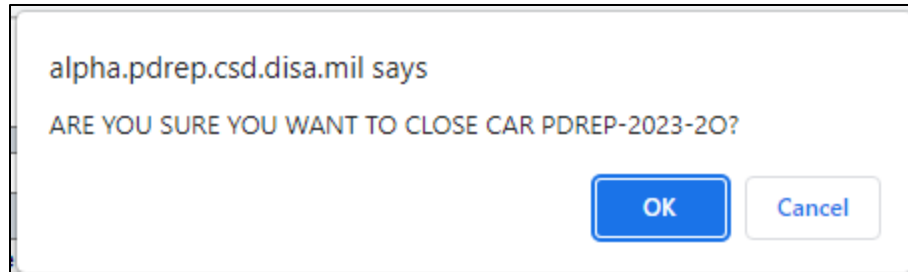 alpha.pdrep.csd.disa.mil says
ARE YOU SURE YOU WANT TO CLOSE CAR PDREP-2023-2O?
OK
Cancel